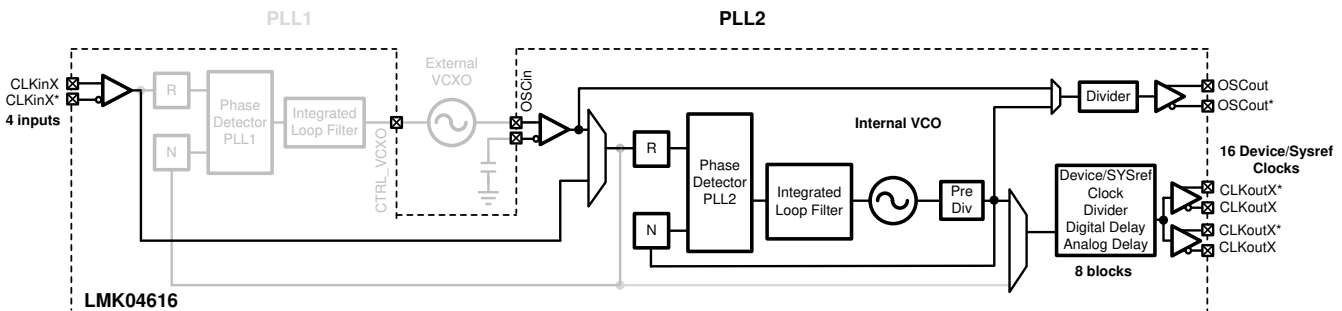 PLL1
PLL2
CLKinX
CLKinX*
4 inputs
R
N
Phase
Detector
PLL1
Integrated
Loop Filter
CTRL_VCXO
External
VCXO
OSCin
R
N
Phase
Detector
PLL2
Integrated
Loop Filter
Internal VCO
Pre
Div
Divider
OSCout
OSCout*
Device/SYSref
Clock
Divider
Digital Delay
Analog Delay
8 blocks
16 Device/Sysref
Clocks
CLKoutX*
CLKoutX
CLKoutX*
CLKoutX
LMK04616